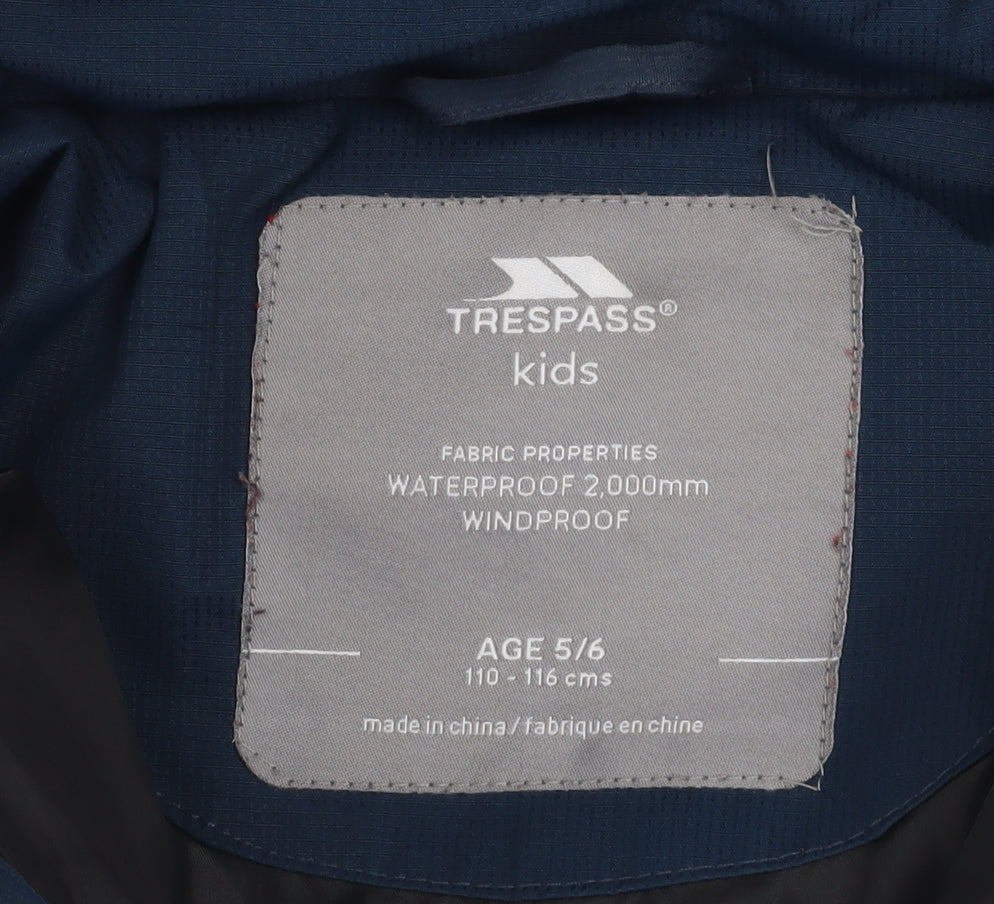 TRESPASS®
kids
FABRIC PROPERTIES
WATERPROOF 2,000mm
WINDPROOF
AGE 5/6
110 - 116 cms
made in china / fabrique en chine